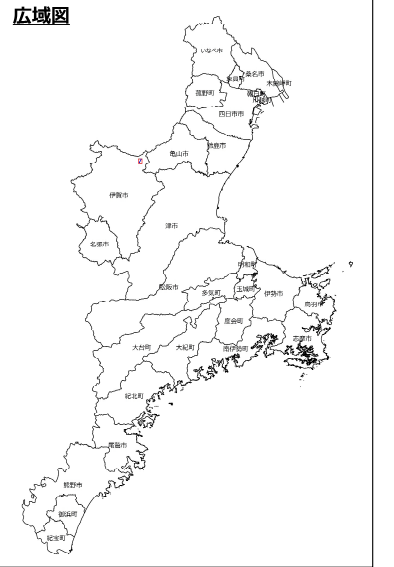 広域図
いなべ市
東員町
桑名市
木曽岬町
菰野町
朝日町
川越町
四日市市
亀山市
鈴鹿市
伊賀市
津市
名張市
明和町
松阪市
多気町
玉城町
伊勢市
鳥羽市
度会町
志摩市
大台町
大紀町
南伊勢町
紀北町
尾鷲市
熊野市
御浜町
紀宝町